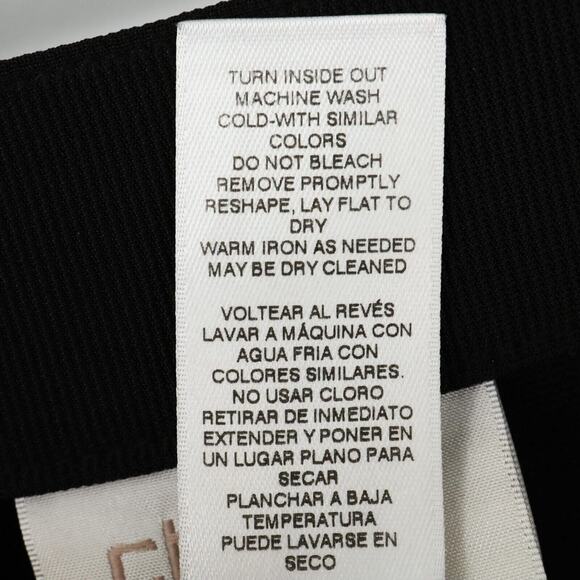 TURN INSIDE OUT
MACHINE WASH
COLD-WITH SIMILAR
COLORS
DO NOT BLEACH
REMOVE PROMPTLY
RESHAPE, LAY FLAT TO
DRY
WARM IRON AS NEEDED
MAY BE DRY CLEANED
VOLTEAR AL REVÉS
LAVAR A MÁQUINA CON
AGUA FRIA CON
COLORES SIMILARES.
NO USAR CLORO
RETIRAR DE INMEDIATO
EXTENDER Y PONER EN
UN LUGAR PLANO PARA
SECAR
PLANCHAR A BAJA
TEMPERATURA
PUEDE LAVARSE EN
SECO